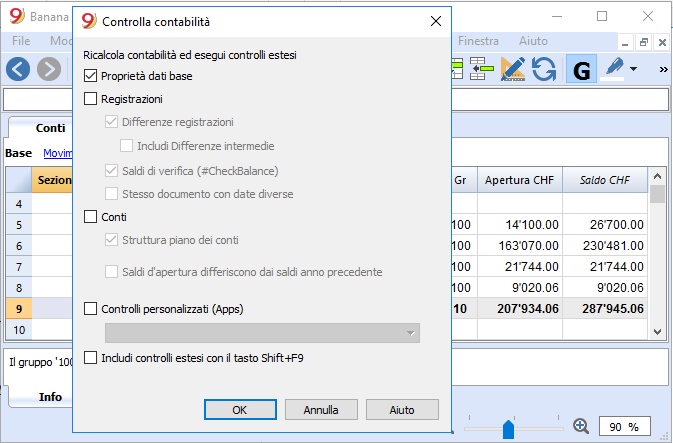 Banana
Controlla contabilità
File
Mo
Finestra
Aiuto
G
»
Conti
Base Movim
Sezion
Gr
Apertura CHF
Saldo CHF
4
5 100 14'100.00 26'700.00
6 100 163'070.00 230'481.00
7 100 21'744.00 21'744.00
8 100 9'020.06 9'020.06
9 10 207'934.06 287'945.06
10
Il gruppo '100
Info
90 %
Ricalcola contabilità ed esegui controlli estesi
Proprietà dati base
Registrazioni
Differenze registrazioni
Includi Differenze intermedie
Saldi di verifica (#CheckBalance)
Stesso documento con date diverse
Conti
Struttura piano dei conti
Saldi d'apertura differiscono dai saldi anno precedente
Controlli personalizzati (Apps)
Includi controlli estesi con il tasto Shift+F9
OK
Annulla
Aiuto